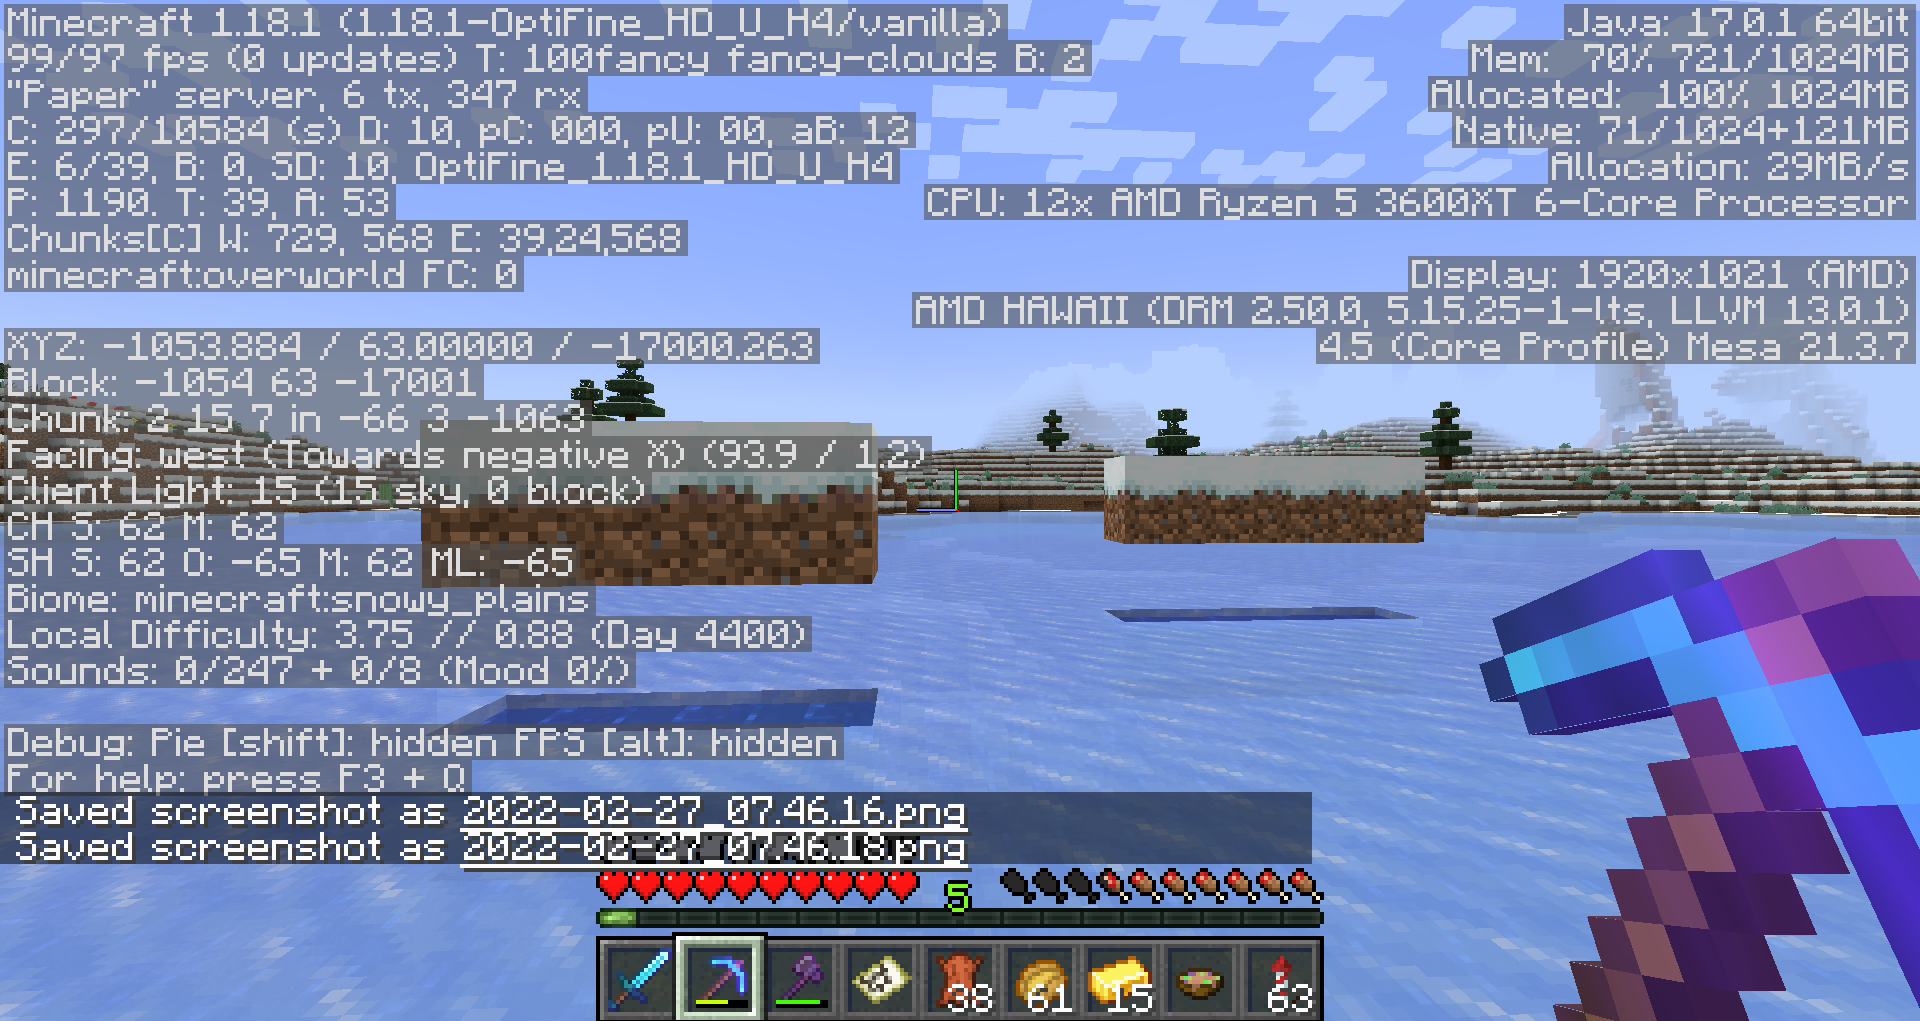 Minecraft 1.18.1 (1.18.1-OptiFine_HD_U_H4/vanilla)
99/97 fps (0 updates) T: 100fancy fancy-clouds B: 2
"Paper" server, 6 tx, 347 rx
C: 297/10584 (s) D: 10, pC: 000, pU: 00, aB: 12
E: 6/39, B: 0, SD: 10, OptiFine_1.18.1_HD_U_H4
P: 1190. T: 39, A: 53
Chunks[C] W: 729, 568 E: 39,24,568
minecraft:overworld FC: 0
XYZ: -1053.884 / 63.00000 / -17000.263
Block: -1054 63 -17001
Chunk: 2 15 7 in -66 3 -1063
Facing: west (Towards negative X) (93.9 / 1.2)
Client Light: 15 (15 sky, 0 block)
CH S: 62 M: 62
SH S: 62 O: -65 M: 62 ML: -65
Biome: minecraft:snowy_plains
Local Difficulty: 3.75 // 0.88 (Day 4400)
Sounds: 0/247 + 0/8 (Mood 0%)
Debug: Pie [shift]: hidden FPS [alt]: hidden
For help: press F3 + Q
Java: 17.0.1 64bit
Mem: 70% 721/1024MB
Allocated: 100% 1024MB
Native: 71/1024+121MB
Allocation: 29MB/s
CPU: 12x AMD Ryzen 5 3600XT 6-Core Processor
Display: 1920x1021 (AMD)
AMD HAWAII (DRM 2.50.0, 5.15.25-1-lts, LLVM 13.0.1)
4.5 (Core Profile) Mesa 21.3.7
Saved screenshot as 2022-02-27_07.46.16.png
Saved screenshot as 2022-02-27_07.46.18.png
5
38
61
15
63